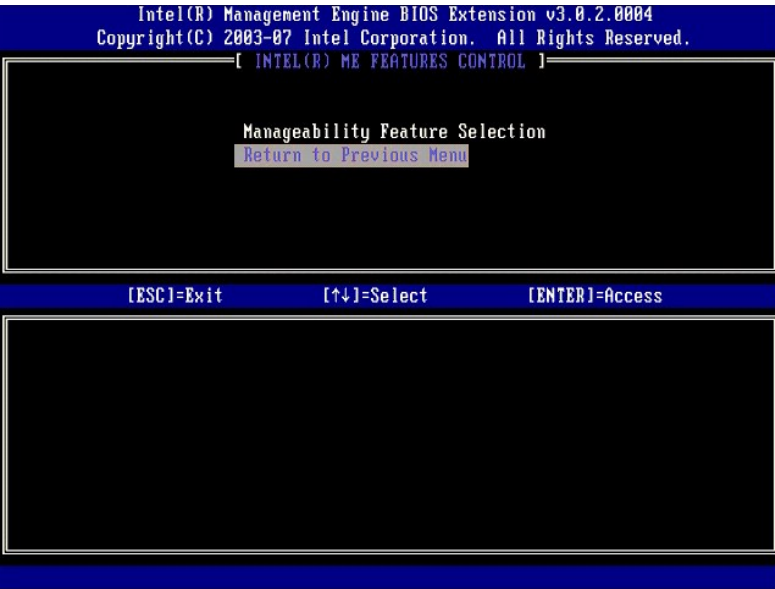 Intel(R) Management Engine BIOS Extension v3.0.2.0004
Copyright(C) 2003-07 Intel Corporation. All Rights Reserved.
[ INTEL(R) ME FEATURES CONTROL ]
Manageability Feature Selection
Return to Previous Menu
[ESC]=Exit [↑↓]=Select [ENTER]=Access